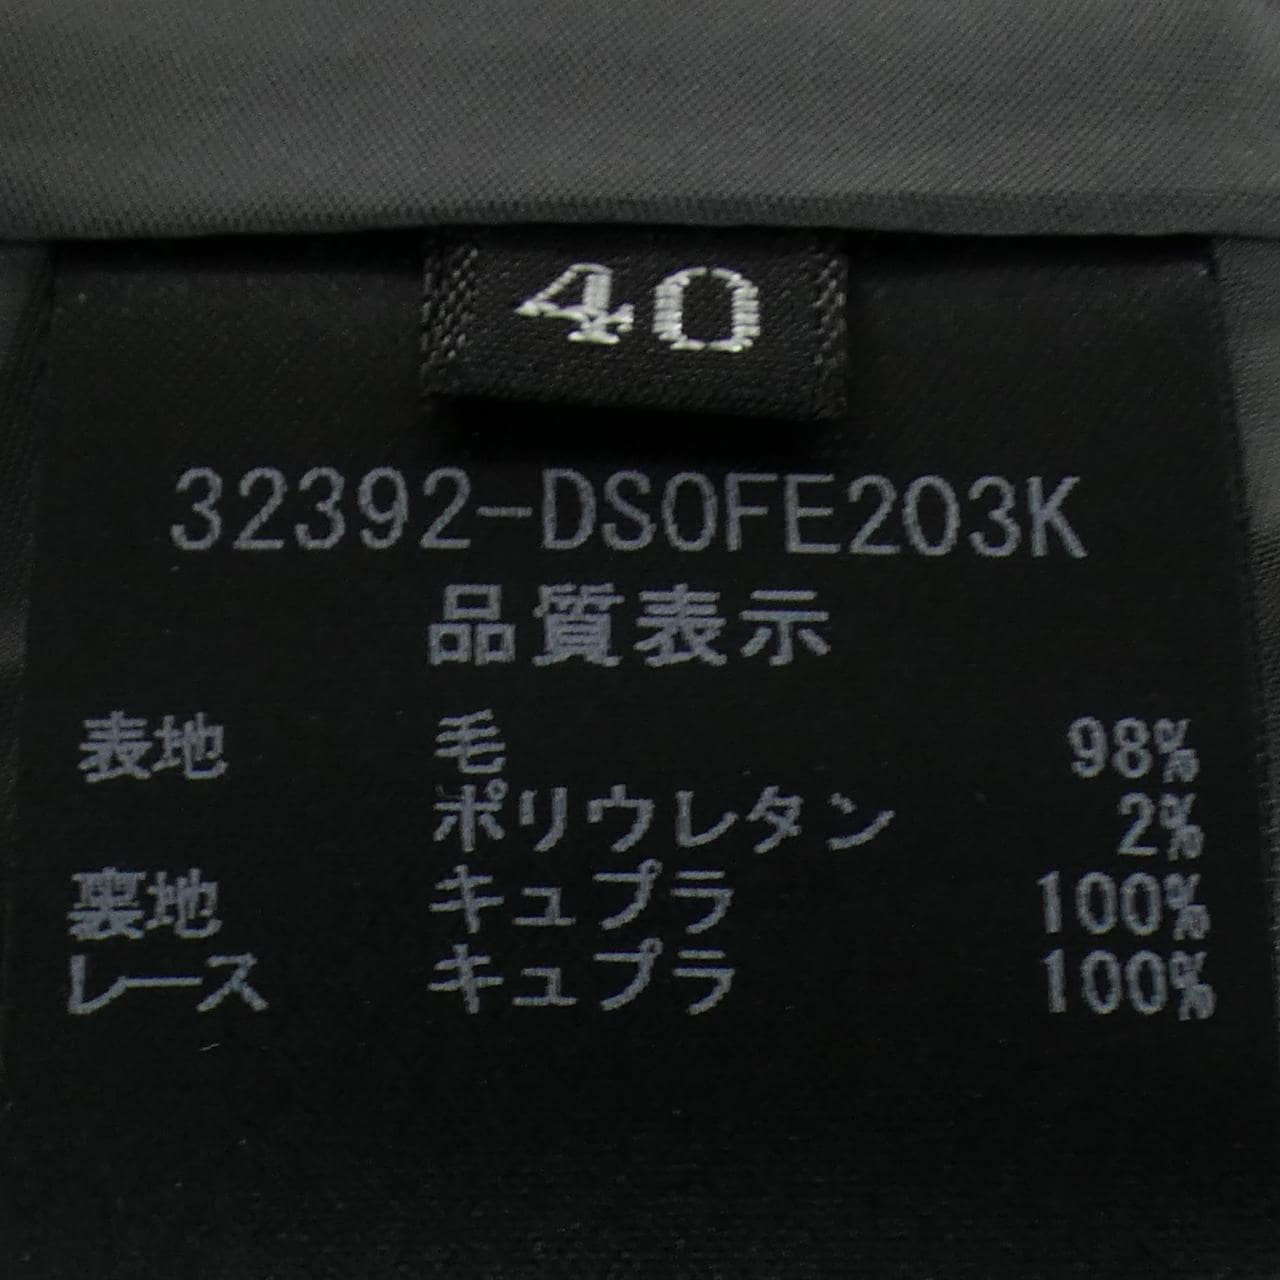 40
32392-DS0FE203K
品質表示
表地 毛 98%
ポリウレタン 2%
裏地 キュプラ 100%
レース キュプラ 100%